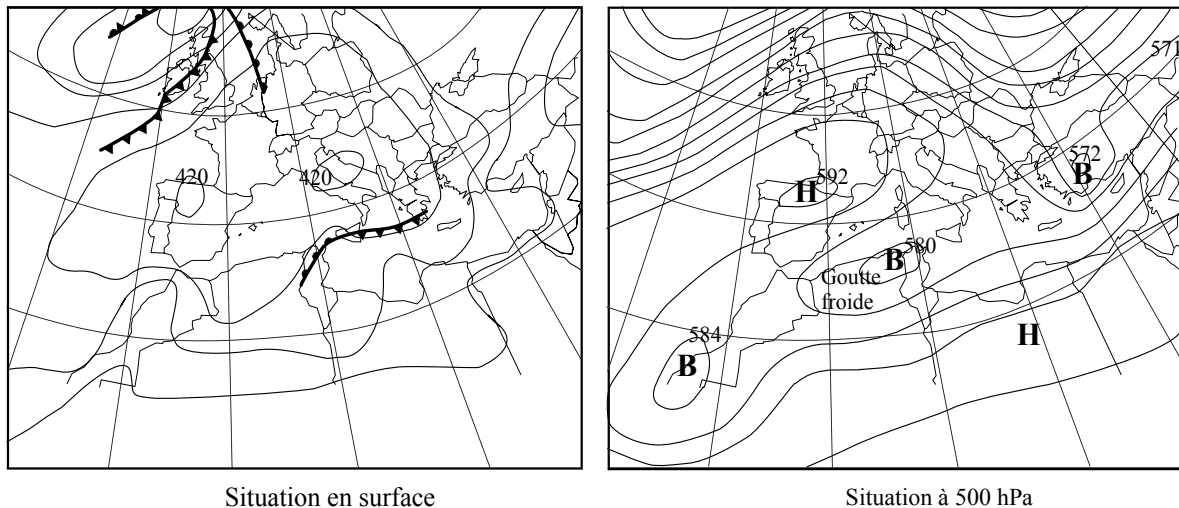 420
420
Situation en surface
571
572
B
592
H
580
B
Goutte
froide
584
B
H
Situation à 500 hPa